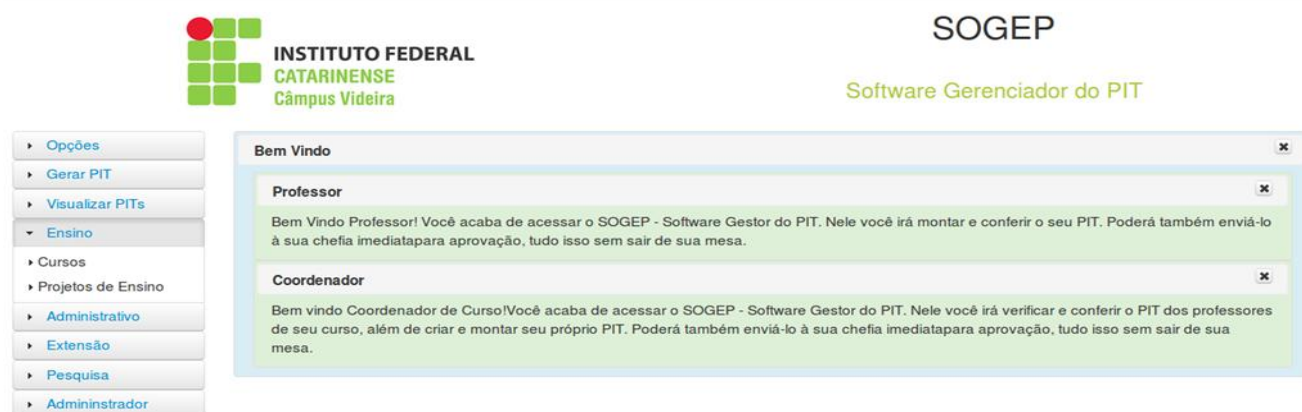 INSTITUTO FEDERAL
CATARINENSE
Câmpus Videira
SOGEP
Software Gerenciador do PIT
Opções
Gerar PIT
Visualizar PITs
Ensino
Cursos
Projetos de Ensino
Administrativo
Extensão
Pesquisa
Admininstrador
Bem Vindo
Professor
Bem Vindo Professor! Você acaba de acessar o SOGEP - Software Gestor do PIT. Nele você irá montar e conferir o seu PIT. Poderá também enviá-lo
à sua chefia imediatapara aprovação, tudo isso sem sair de sua mesa.
Coordenador
Bem vindo Coordenador de Curso!Você acaba de acessar o SOGEP - Software Gestor do PIT. Nele você irá verificar e conferir o PIT dos professores
de seu curso, além de criar e montar seu próprio PIT. Poderá também enviá-lo à sua chefia imediatapara aprovação, tudo isso sem sair de sua
mesa.